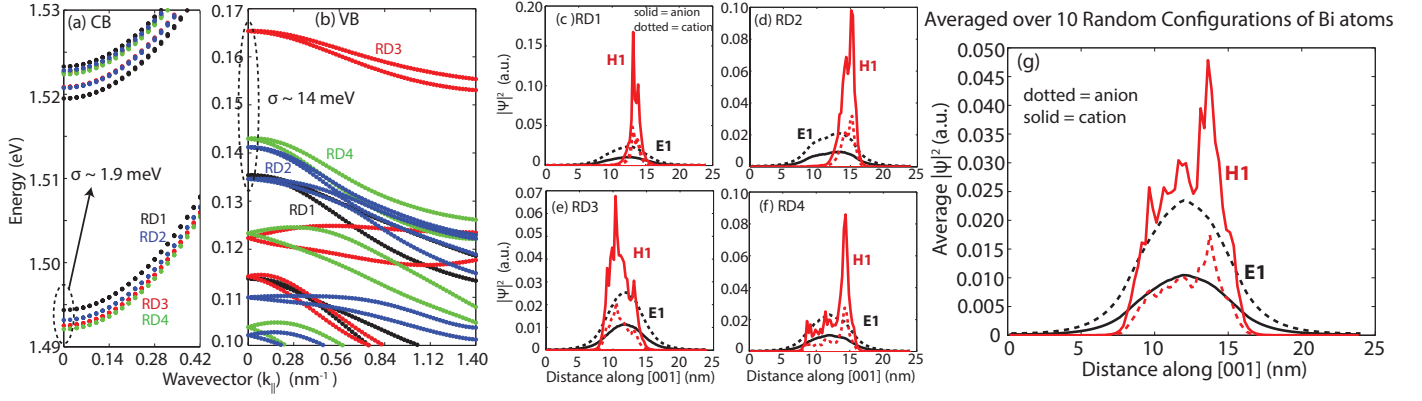 (a) CB
Energy (eV)
1.53
1.52
1.51
1.50
1.49
σ ~ 1.9 meV
RD1
RD2
RD3
RD4
0
0.14
0.28
0.42
(b) VB
0.17
0.16
0.15
0.14
0.13
0.12
0.11
0.10
RD3
σ ~ 14 meV
RD4
RD2
RD1
0
0.28
0.56
0.84
1.12
1.40
Wavevector (k||) (nm-1)
(c) RD1
solid = anion
dotted = cation
|Ψ|² (a.u.)
0.20
0.15
0.10
0.05
0.00
H1
E1
0 5 10 15 20 25
(d) RD2
0.10
0.08
0.06
0.04
0.02
0.0
H1
E1
0 5 10 15 20 25
(e) RD3
|Ψ|² (a.u.)
0.07
0.06
0.05
0.04
0.03
0.02
0.01
0
H1
E1
0 5 10 15 20 25
Distance along [001] (nm)
(f) RD4
0.10
0.08
0.06
0.04
0.02
0.0
H1
E1
0 5 10 15 20 25
Distance along [001] (nm)
Averaged over 10 Random Configurations of Bi atoms
(g)
dotted = anion
solid = cation
Average |Ψ|² (a.u.)
0.050
0.045
0.040
0.035
0.030
0.025
0.020
0.015
0.010
0.005
0
H1
E1
0 5 10 15 20 25
Distance along [001] (nm)